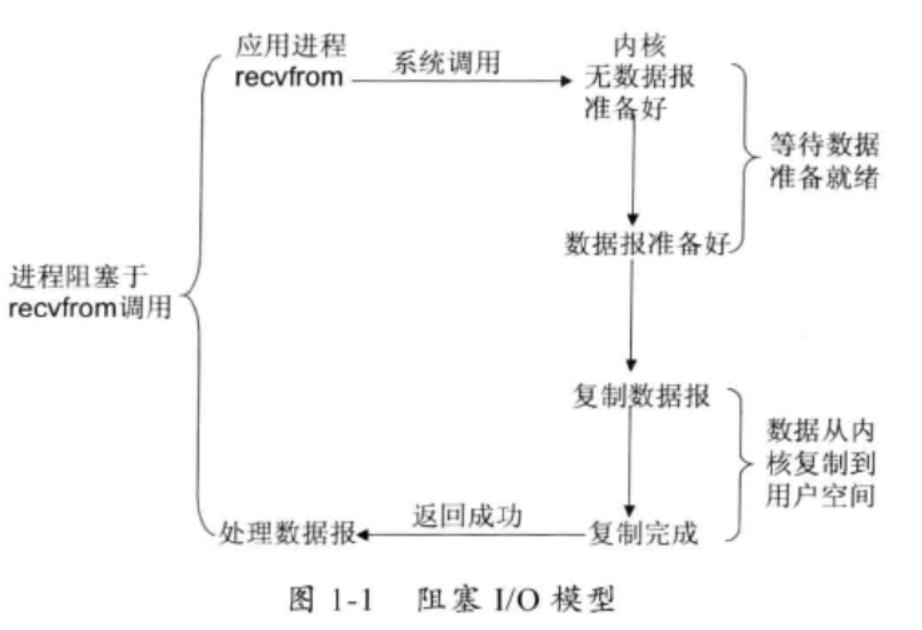 应用进程
recvfrom
系统调用
内核
无数据报
准备好
等待数据
准备就绪
数据报准备好
进程阻塞于
recvfrom调用
复制数据报
数据从内
核复制到
用户空间
处理数据报
返回成功
复制完成
图 1-1 阻塞 I/O 模型